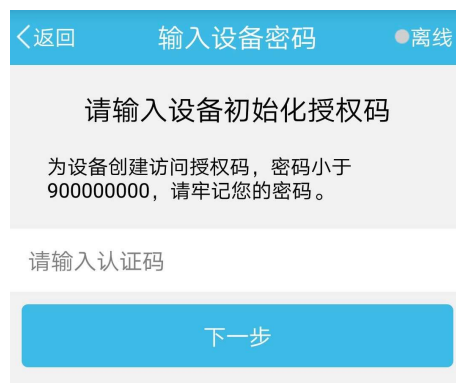 返回 输入设备密码 离线
请输入设备初始化授权码
为设备创建访问授权码，密码小于
900000000，请牢记您的密码。
请输入认证码
下一步